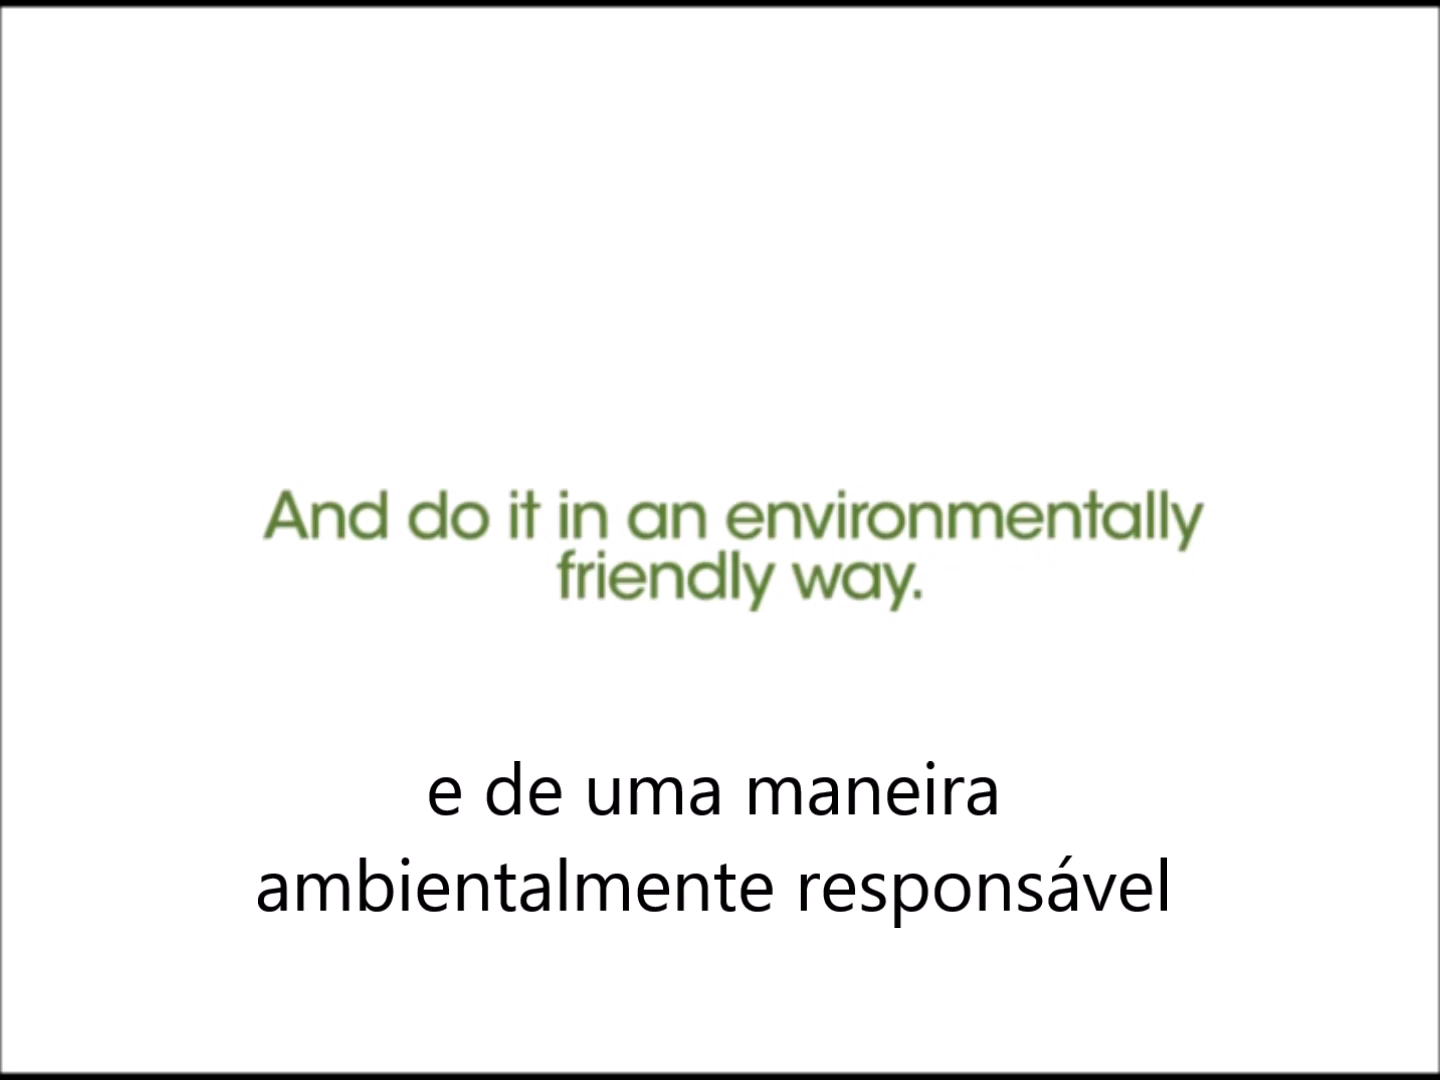 And do it in an environmentally
friendly way.
e de uma maneira
ambientalmente responsável